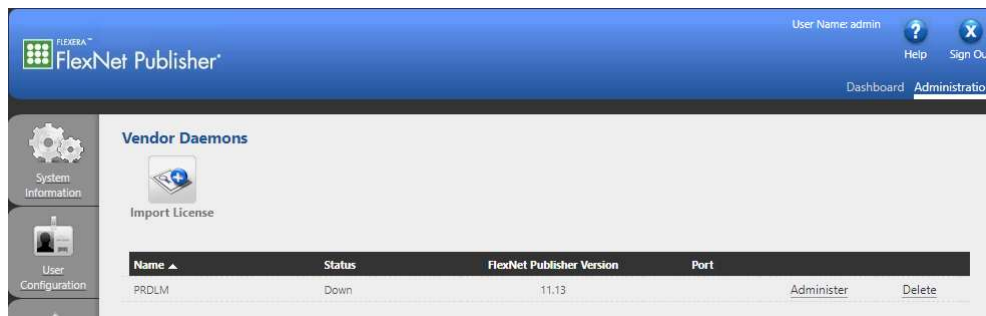 User Name: admin
FLEXERA™
FlexNet Publisher®
Help
Sign Ou
Dashboard Administratio
System
Information
User
Configuration
Vendor Daemons
Import License
Name ▲ Status FlexNet Publisher Version Port
PRDLM Down 11.13 Administer Delete